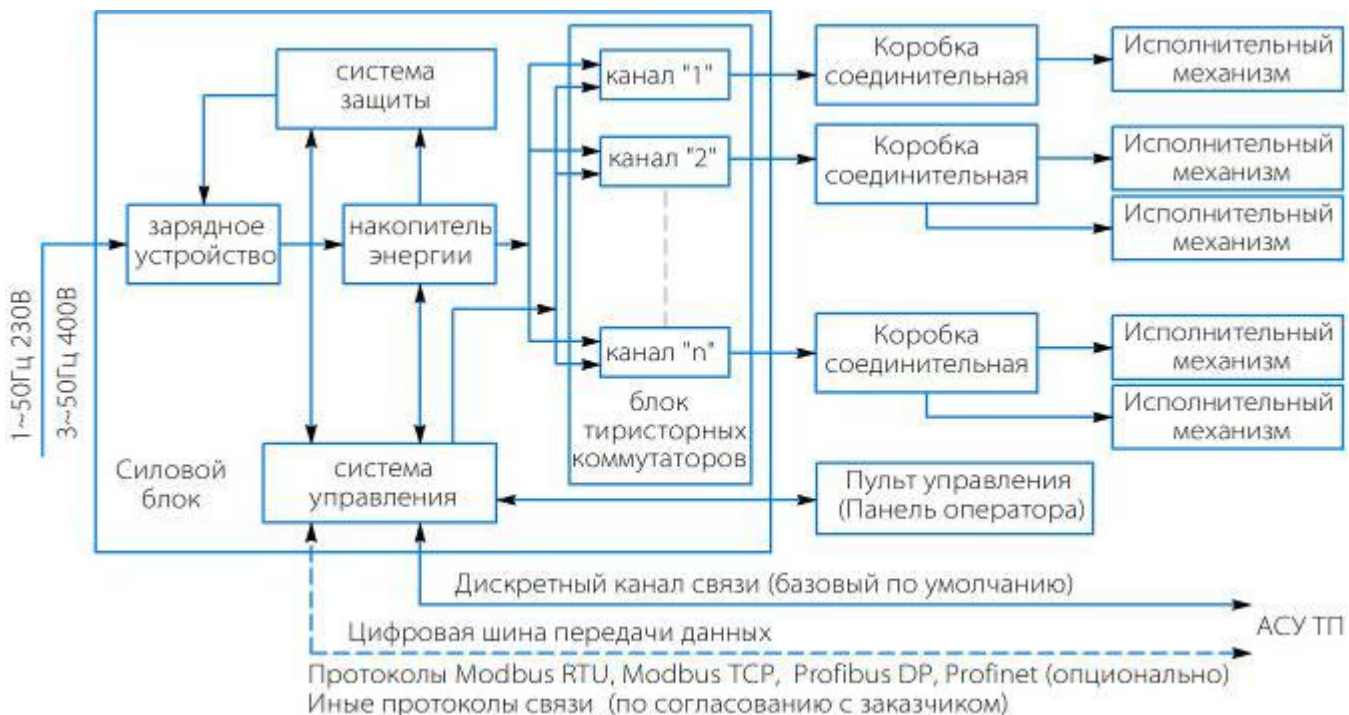 система
защиты
зарядное
устройство
накопитель
энергии
1~50Гц 230В
3~50Гц 400В
Силовой
блок
система
управления
канал "1"
канал "2"
канал "n"
блок
тиристорных
коммутаторов
Коробка
соединительная
Исполнительный
механизм
Коробка
соединительная
Исполнительный
механизм
Исполнительный
механизм
Коробка
соединительная
Исполнительный
механизм
Исполнительный
механизм
Пульт управления
(Панель оператора)
Дискретный канал связи (базовый по умолчанию)
АСУ ТП
Цифровая шина передачи данных
Протоколы Modbus RTU, Modbus TCP, Profibus DP, Profinet (опционально)
Иные протоколы связи (по согласованию с заказчиком)